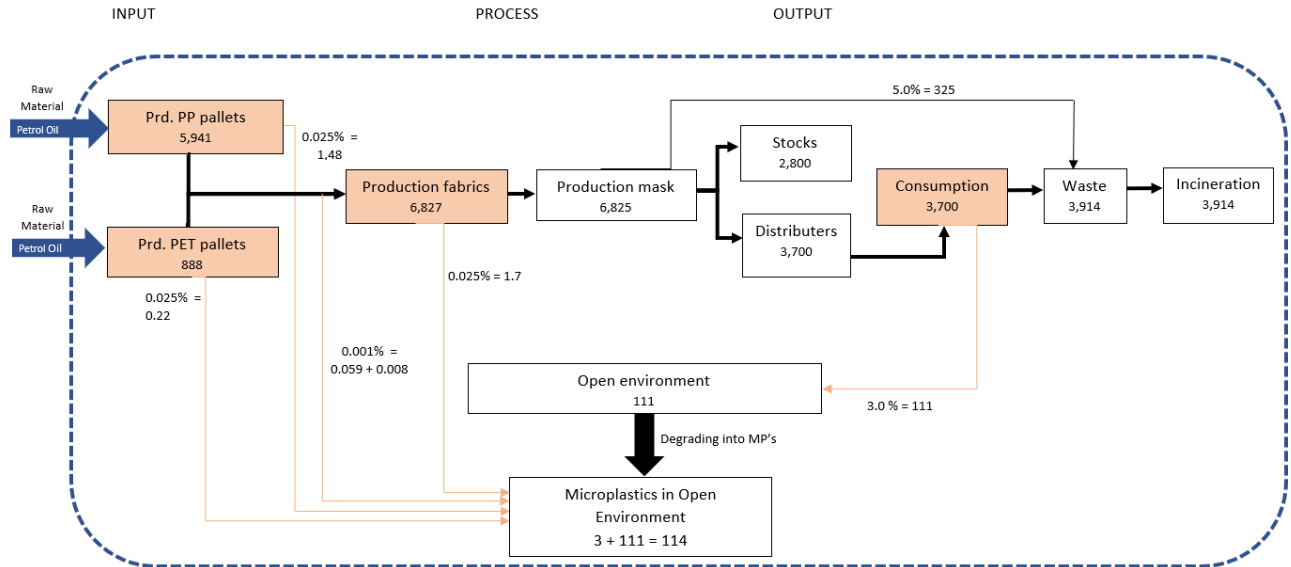 INPUT
PROCESS
OUTPUT
Raw
Material
Petrol Oil
Prd. PP pallets
5,941
0.025% =
1,48
5.0% = 325
Stocks
2,800
Production fabrics
6,827
Production mask
6,825
Consumption
3,700
Waste
3,914
Incineration
3,914
Raw
Material
Petrol Oil
Prd. PET pallets
888
Distributers
3,700
0.025% =
0.22
0.025% = 1.7
0.001% =
0.059 + 0.008
Open environment
111
3.0 % = 111
Degrading into MP's
Microplastics in Open
Environment
3 + 111 = 114